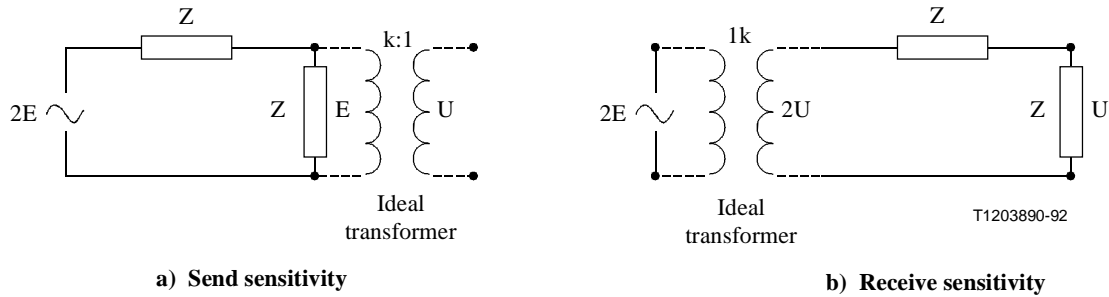 Z
k:1
2E
Z
E
U
Ideal
transformer
a) Send sensitivity
1k
Z
2E
2U
Z
U
Ideal
transformer
T1203890-92
b) Receive sensitivity